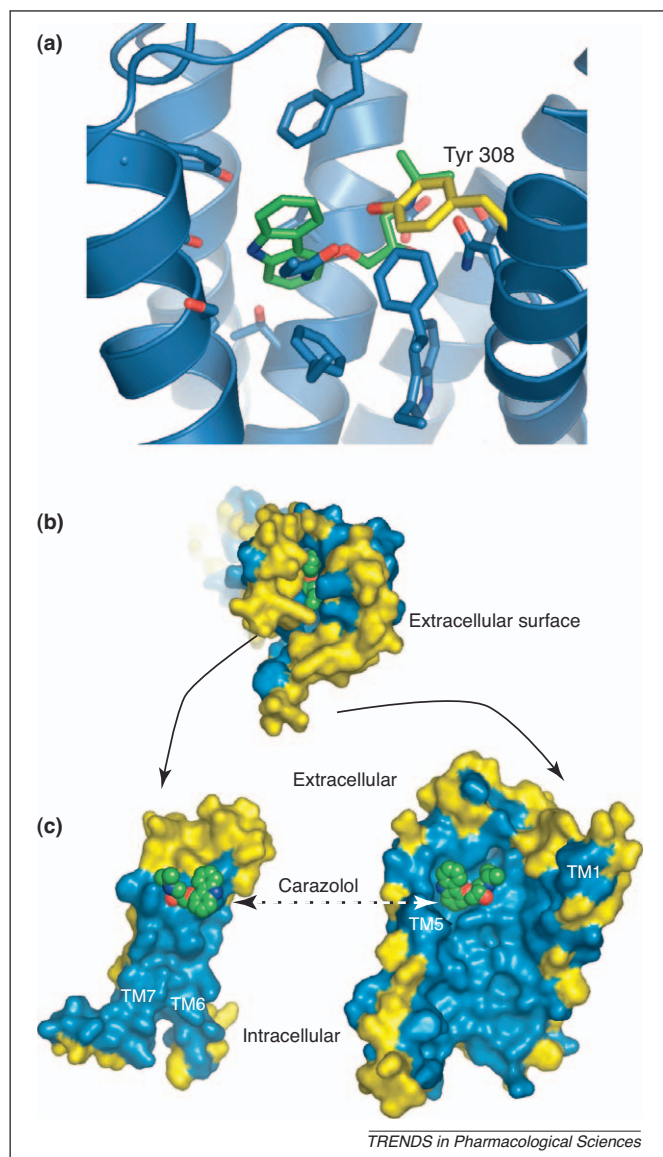 (a)
Tyr 308
(b)
Extracellular surface
Extracellular
(c)
TM1
Carazolol
TM5
TM7
TM6
Intracellular
TRENDS in Pharmacological Sciences